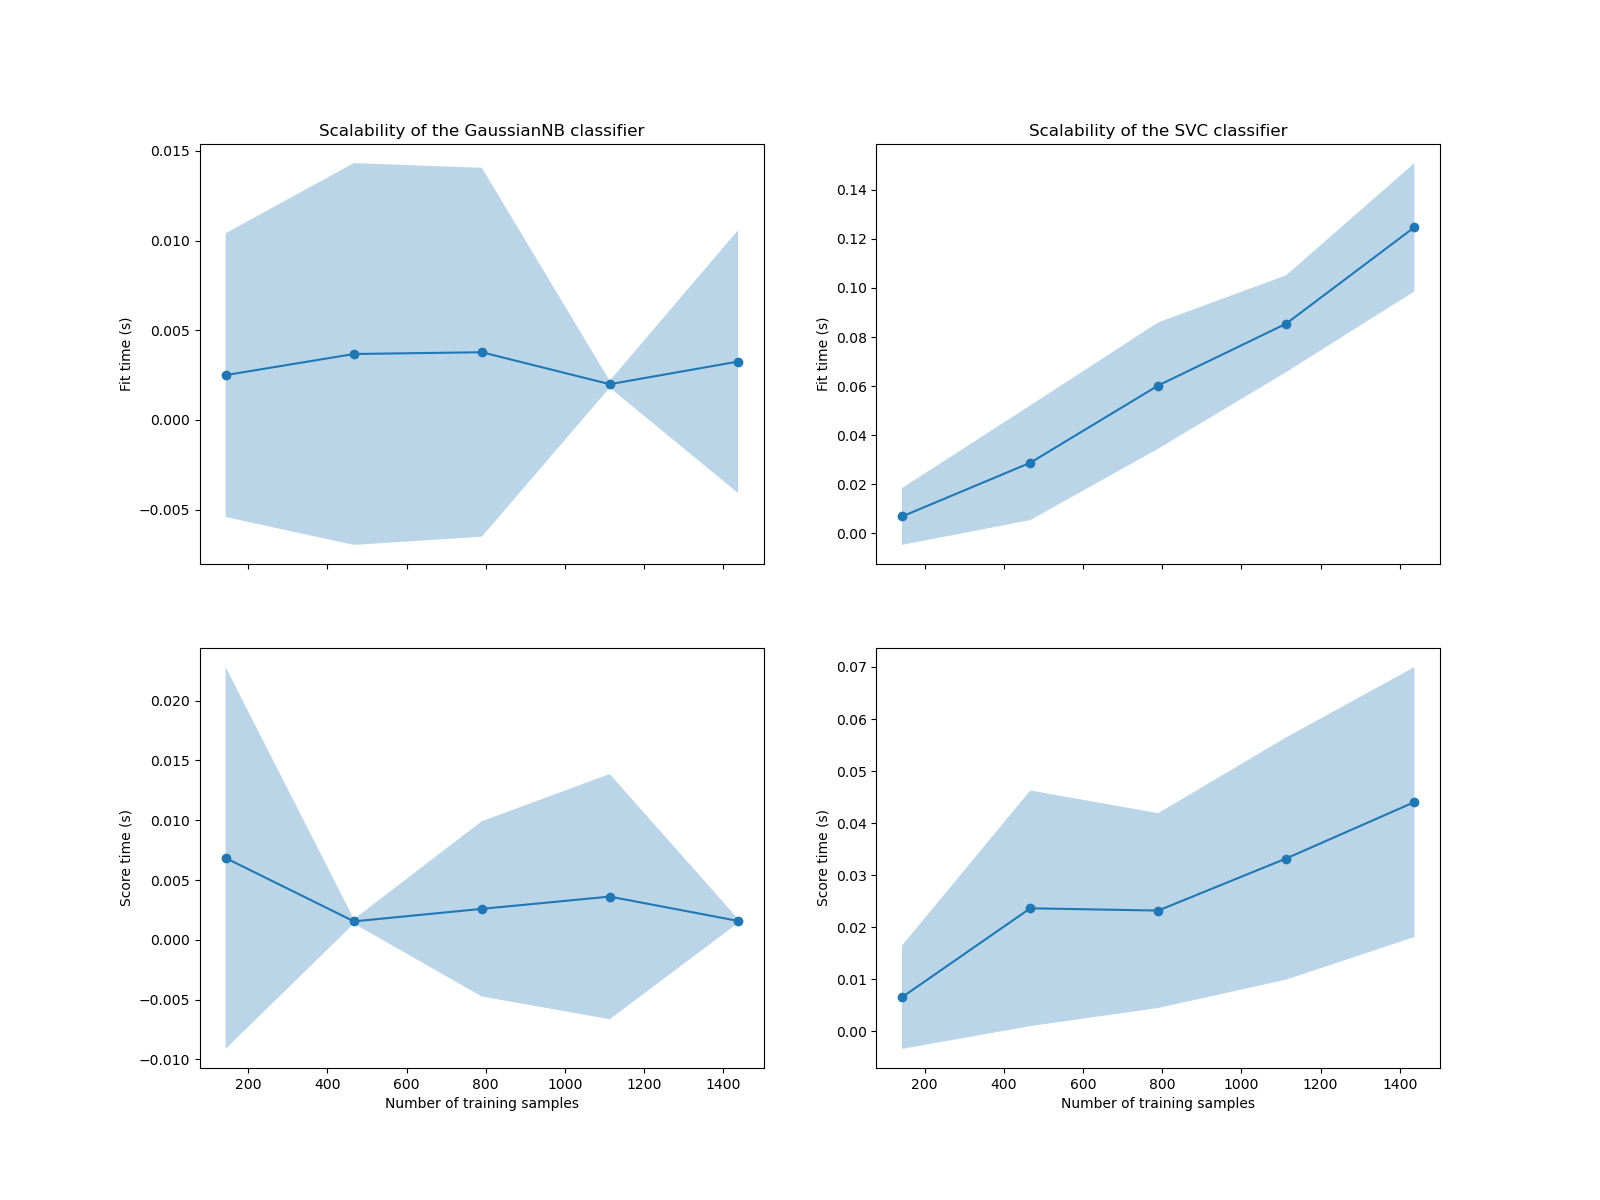 Scalability of the GaussianNB classifier
0.015
0.010
0.005
0.000
−0.005
Fit time (s)
Scalability of the SVC classifier
0.14
0.12
0.10
0.08
0.06
0.04
0.02
0.00
Fit time (s)
0.020
0.015
0.010
0.005
0.000
−0.005
−0.010
Score time (s)
200 400 600 800 1000 1200 1400
Number of training samples
0.07
0.06
0.05
0.04
0.03
0.02
0.01
0.00
Score time (s)
200 400 600 800 1000 1200 1400
Number of training samples